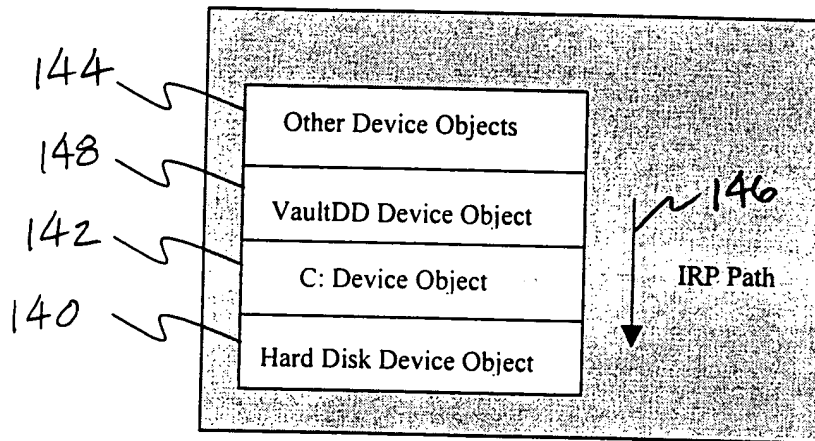 144
Other Device Objects
148
VaultDD Device Object
146
142
C: Device Object
IRP Path
140
Hard Disk Device Object